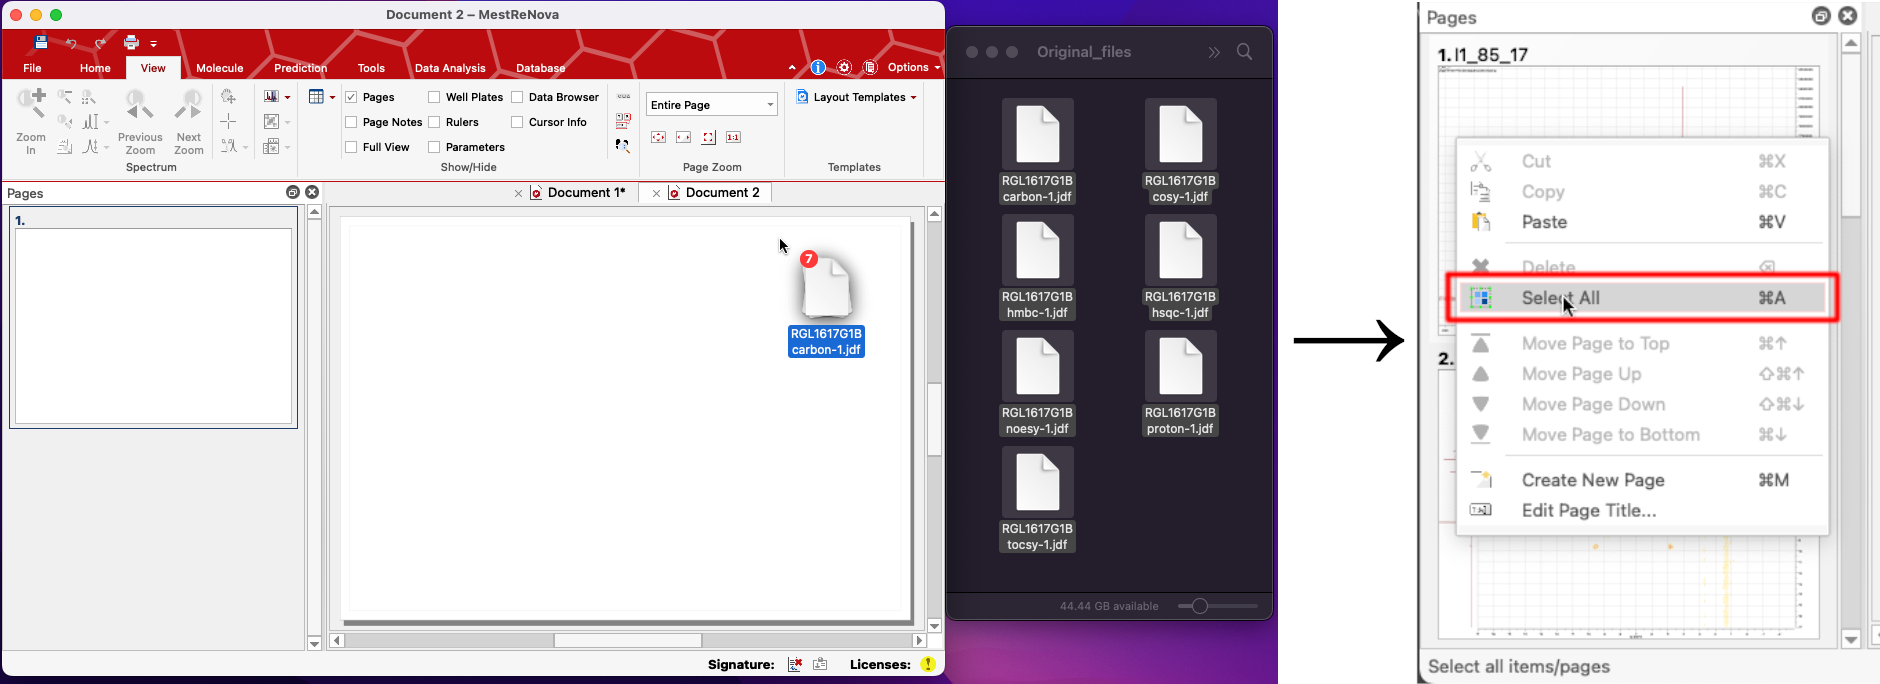 Document 2 – MestReNova
File Home View Molecule Prediction Tools Data Analysis Database Options
Zoom In
Previous Zoom
Next Zoom
Spectrum
Pages Well Plates Data Browser
Page Notes Rulers Cursor Info
Full View Parameters
Show/Hide
Entire Page
1:1
Page Zoom
Layout Templates
Templates
Pages
Document 1*
Document 2
1.
7
RGL1617G1B
carbon-1.jdf
Signature:
Licenses:
Original_files
RGL1617G1B
carbon-1.jdf
RGL1617G1B
cosy-1.jdf
RGL1617G1B
hmbc-1.jdf
RGL1617G1B
hsqc-1.jdf
RGL1617G1B
noesy-1.jdf
RGL1617G1B
proton-1.jdf
RGL1617G1B
tocsy-1.jdf
44.44 GB available
Pages
1. l1_85_17
Cut ⌘X
Copy ⌘C
Paste ⌘V
Delete ⌫
Select All ⌘A
2.
Move Page to Top ⌘↑
Move Page Up ⇧⌘↑
Move Page Down ⇧⌘↓
Move Page to Bottom ⌘↓
Create New Page ⌘M
Edit Page Title...
Select all items/pages